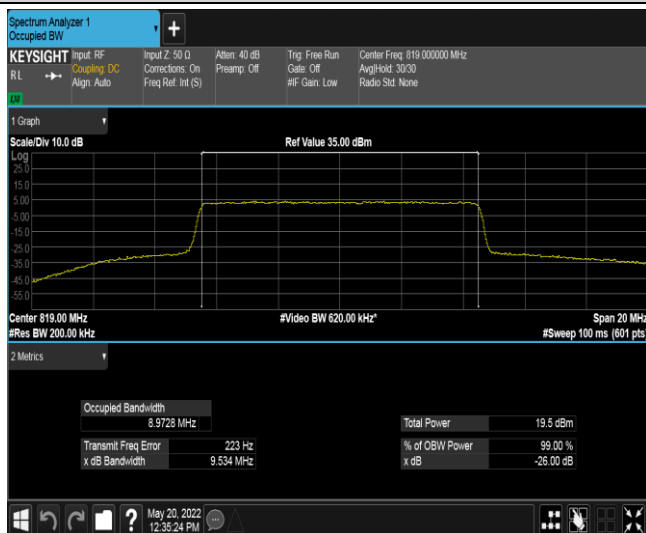 Spectrum Analyzer 1
Occupied BW
+
KEYSIGHT
RL
LXI
Input: RF
Coupling: DC
Align: Auto
Input Z: 50 Ω
Corrections: On
Freq Ref: Int (S)
Atten: 40 dB
Preamp: Off
Trig: Free Run
Gate: Off
#IF Gain: Low
Center Freq: 819.000000 MHz
Avg|Hold: 30/30
Radio Std: None
1 Graph
Scale/Div 10.0 dB
Ref Value 35.00 dBm
Log
25.0
15.0
5.00
-5.00
-15.0
-25.0
-35.0
-45.0
-55.0
Center 819.00 MHz
#Video BW 620.00 kHz*
Span 20 MHz
#Res BW 200.00 kHz
#Sweep 100 ms (601 pts)
2 Metrics
Occupied Bandwidth
8.9728 MHz
Transmit Freq Error 223 Hz
x dB Bandwidth 9.534 MHz
Total Power 19.5 dBm
% of OBW Power 99.00 %
x dB -26.00 dB
?
May 20, 2022
12:35:24 PM